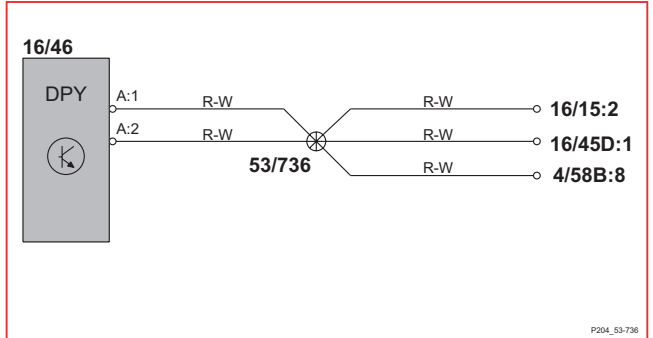 16/46
DPY
A:1
R-W
R-W
16/15:2
A:2
R-W
R-W
16/45D:1
53/736
R-W
4/58B:8
P204_53-736